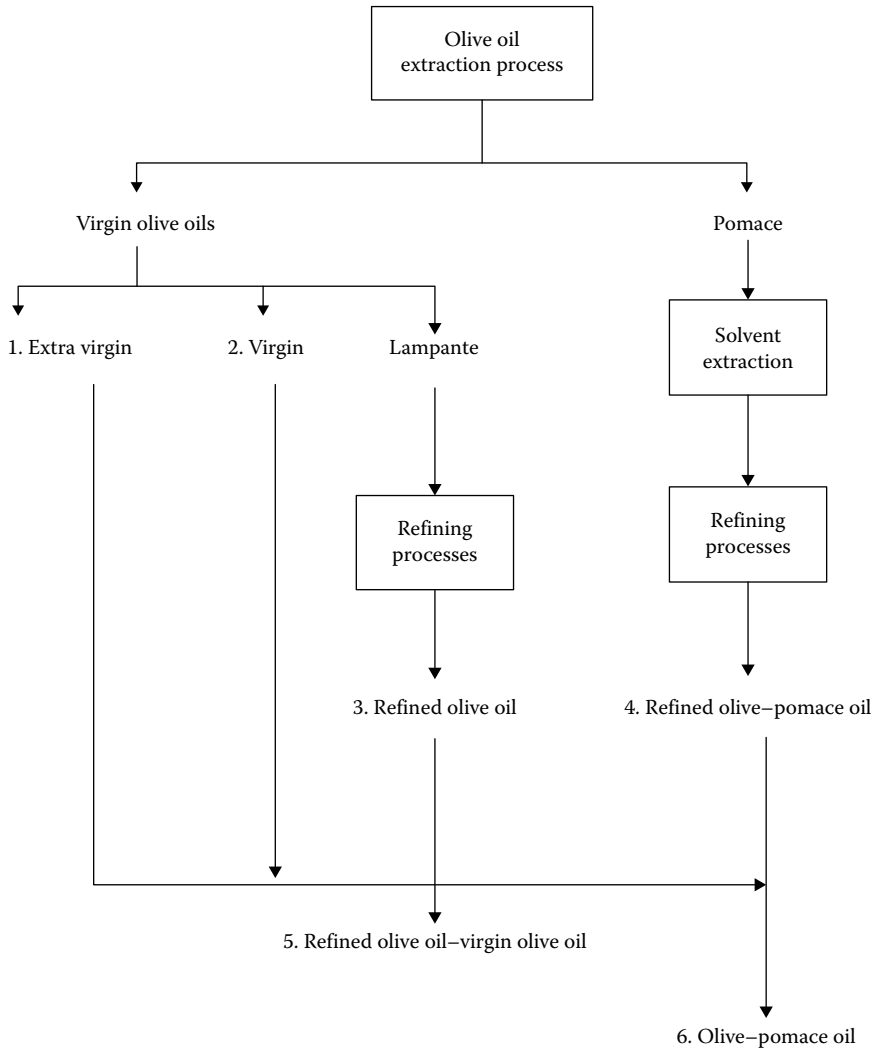 Olive oil
extraction process
Virgin olive oils
Pomace
1. Extra virgin
2. Virgin
Lampante
Solvent
extraction
Refining
processes
Refining
processes
3. Refined olive oil
4. Refined olive–pomace oil
5. Refined olive oil–virgin olive oil
6. Olive–pomace oil